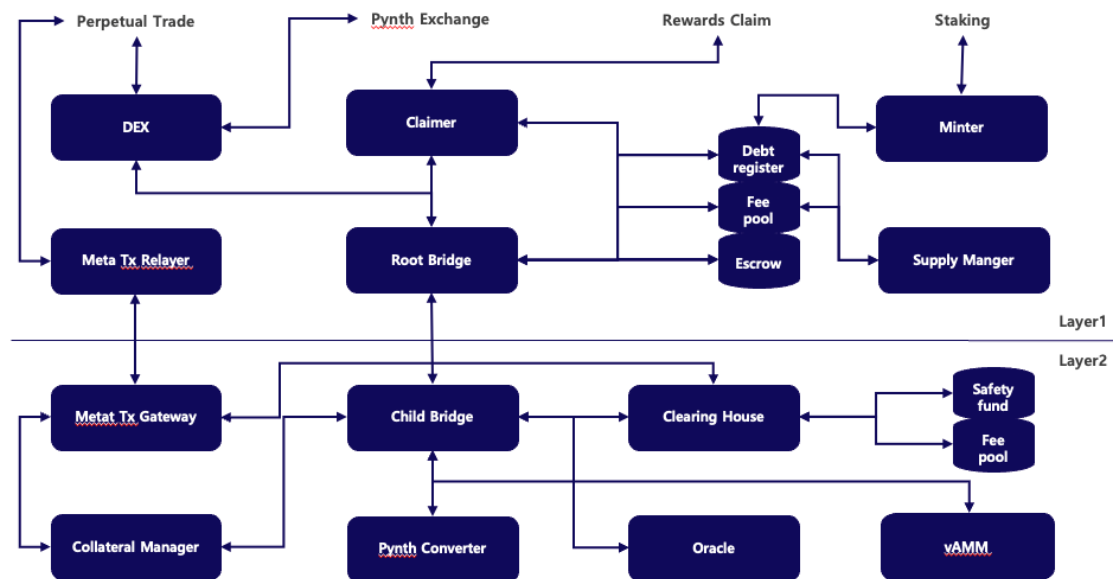 Perpetual Trade
Pynth Exchange
Rewards Claim
Staking
DEX
Claimer
Debt
register
Minter
Fee
pool
Meta Tx Relayer
Root Bridge
Escrow
Supply Manger
Layer1
Layer2
Metat Tx Gateway
Child Bridge
Clearing House
Safety
fund
Fee
pool
Collateral Manager
Pynth Converter
Oracle
vAMM